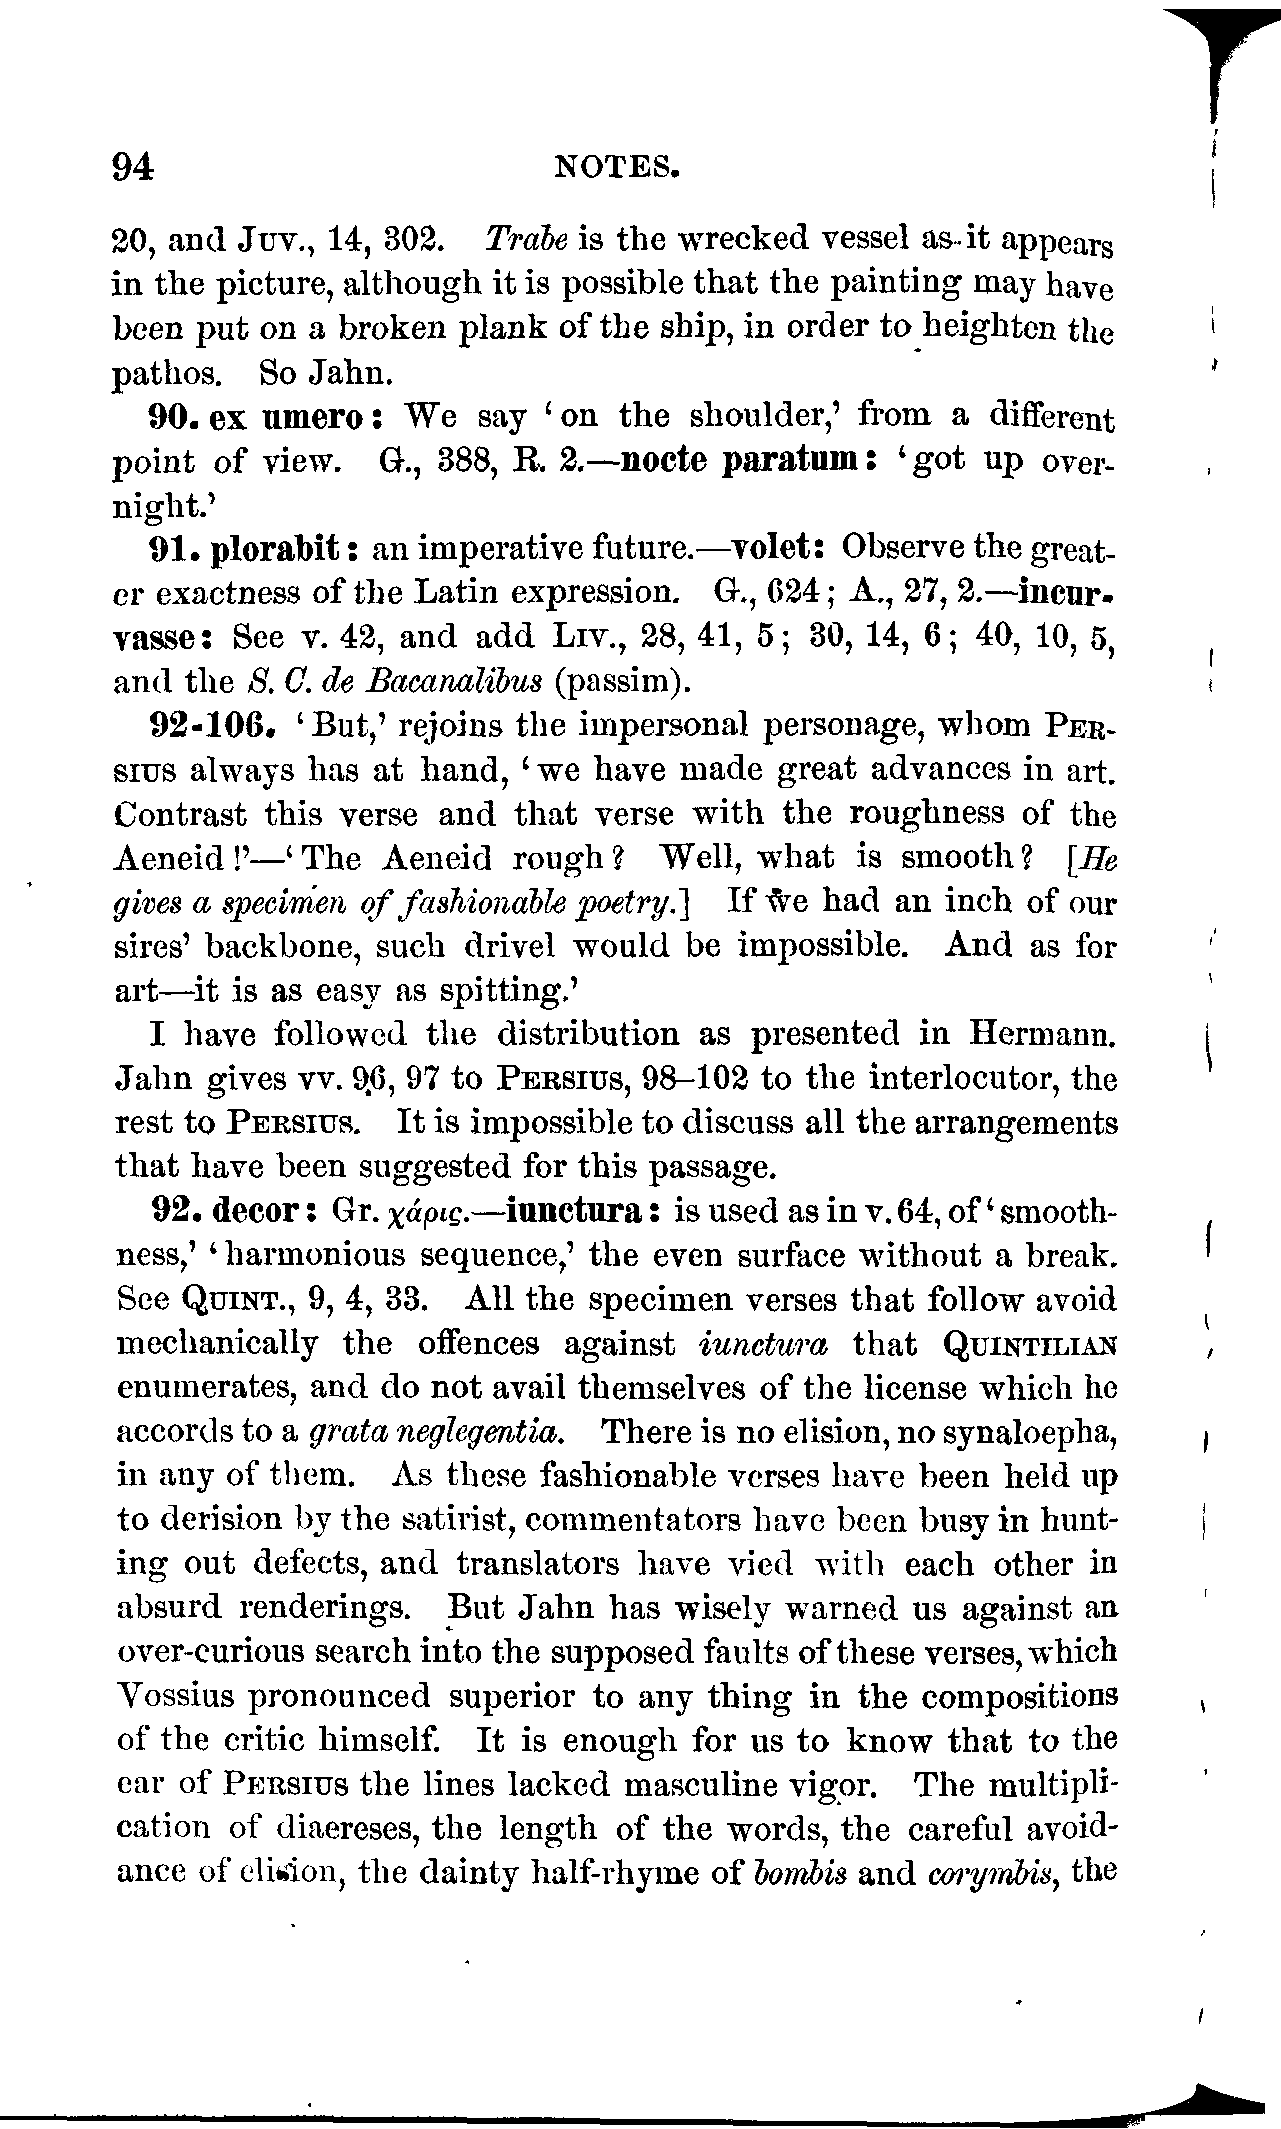 94 NOTES.
20, and JUV., 14, 302. Trabe is the wrecked vessel as it appears
in the picture, although it is possible that the painting may have
been put on a broken plank of the ship, in order to heighten the
pathos. So Jahn.
90. ex umero: We say ‘on the shoulder,’ from a different
point of view. G., 388, R. 2.—nocte paratum: ‘got up over-
night.’
91. plorabit: an imperative future.—volet: Observe the great-
er exactness of the Latin expression. G., 624; A., 27, 2.—incur-
vasse: See v. 42, and add LIV., 28, 41, 5; 30, 14, 6; 40, 10, 5,
and the S. C. de Bacanalibus (passim).
92-106. ‘But,’ rejoins the impersonal personage, whom PER-
SIUS always has at hand, ‘we have made great advances in art.
Contrast this verse and that verse with the roughness of the
Aeneid!’—‘The Aeneid rough? Well, what is smooth? [He
gives a specimen of fashionable poetry.] If we had an inch of our
sires’ backbone, such drivel would be impossible. And as for
art—it is as easy as spitting.’
I have followed the distribution as presented in Hermann.
Jahn gives vv. 96, 97 to PERSIUS, 98–102 to the interlocutor, the
rest to PERSIUS. It is impossible to discuss all the arrangements
that have been suggested for this passage.
92. decor: Gr. χάρις.—iunctura: is used as in v. 64, of ‘smooth-
ness,’ ‘harmonious sequence,’ the even surface without a break.
See QUINT., 9, 4, 33. All the specimen verses that follow avoid
mechanically the offences against iunctura that QUINTILIAN
enumerates, and do not avail themselves of the license which he
accords to a grata neglegentia. There is no elision, no synaloepha,
in any of them. As these fashionable verses have been held up
to derision by the satirist, commentators have been busy in hunt-
ing out defects, and translators have vied with each other in
absurd renderings. But Jahn has wisely warned us against an
over-curious search into the supposed faults of these verses, which
Vossius pronounced superior to any thing in the compositions
of the critic himself. It is enough for us to know that to the
ear of PERSIUS the lines lacked masculine vigor. The multipli-
cation of diaereses, the length of the words, the careful avoid-
ance of elision, the dainty half-rhyme of bombis and corymbis, the